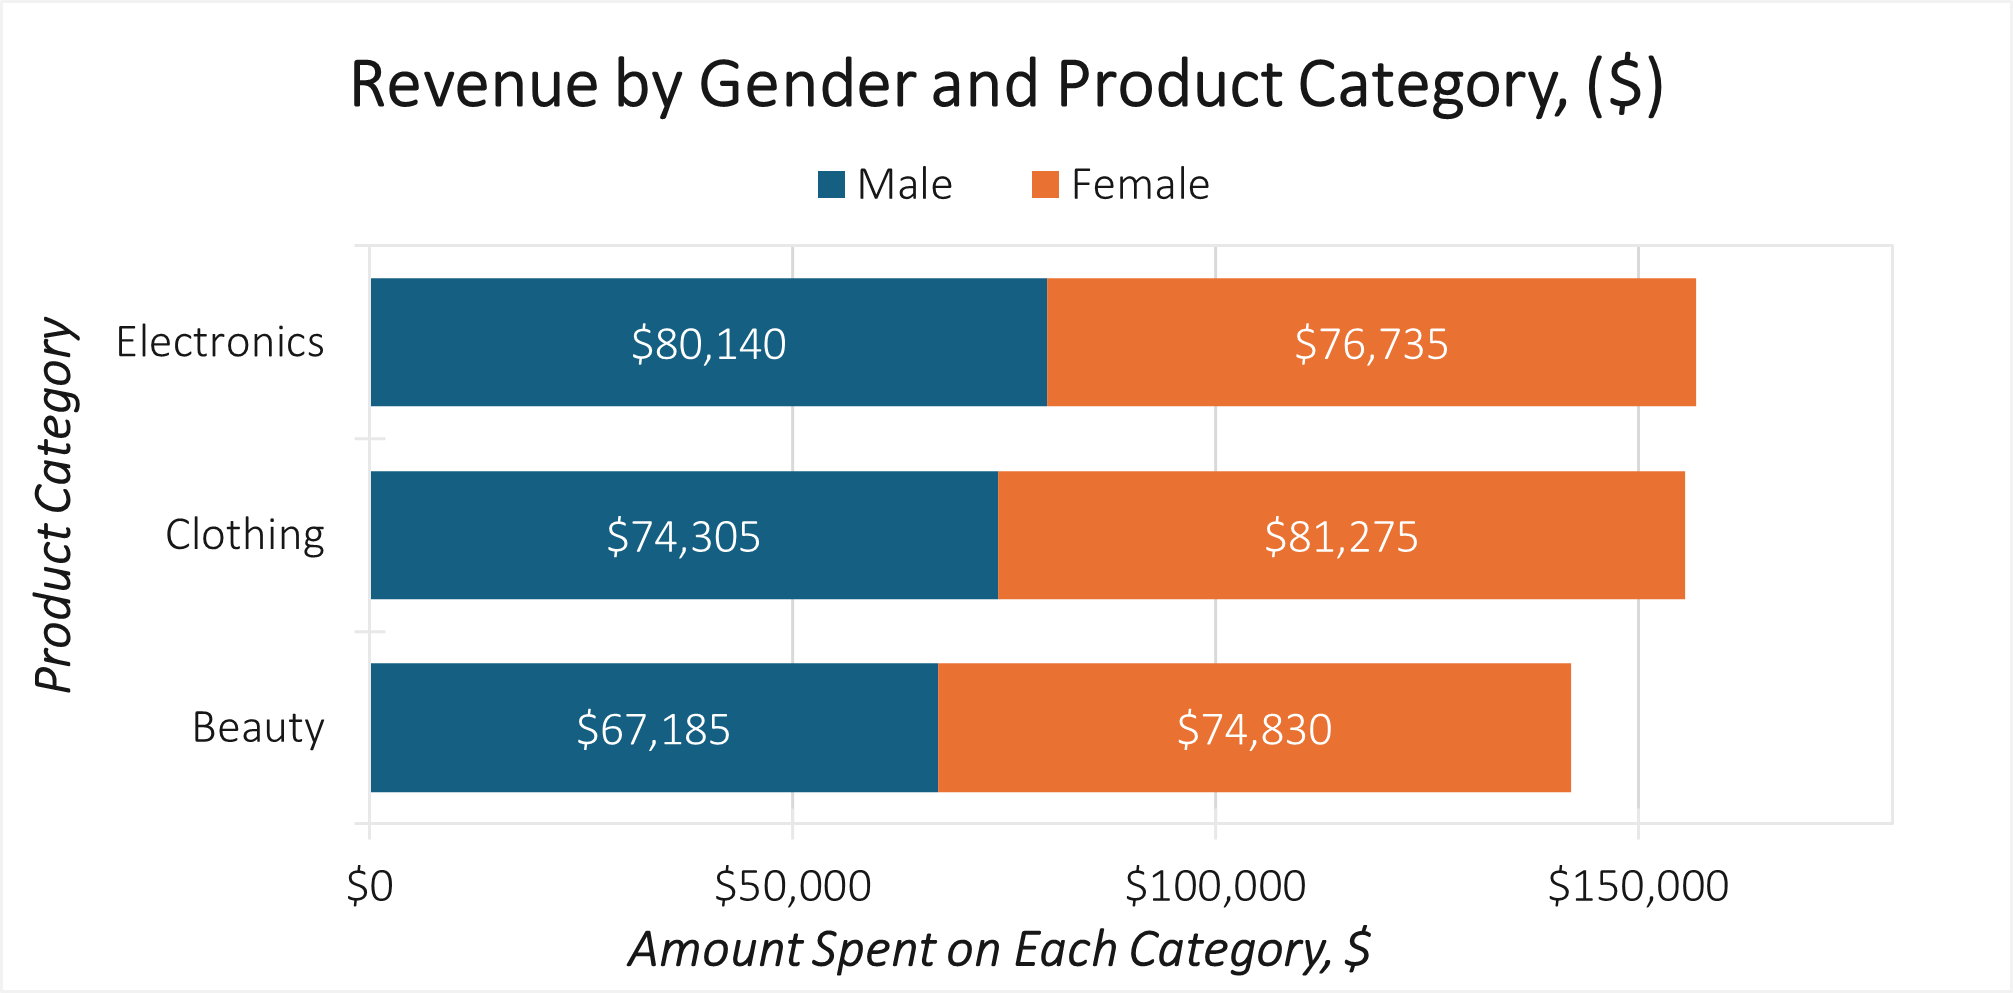 Revenue by Gender and Product Category, ($)
Male Female
Product Category
Electronics $80,140 $76,735
Clothing $74,305 $81,275
Beauty $67,185 $74,830
$0 $50,000 $100,000 $150,000
Amount Spent on Each Category, $